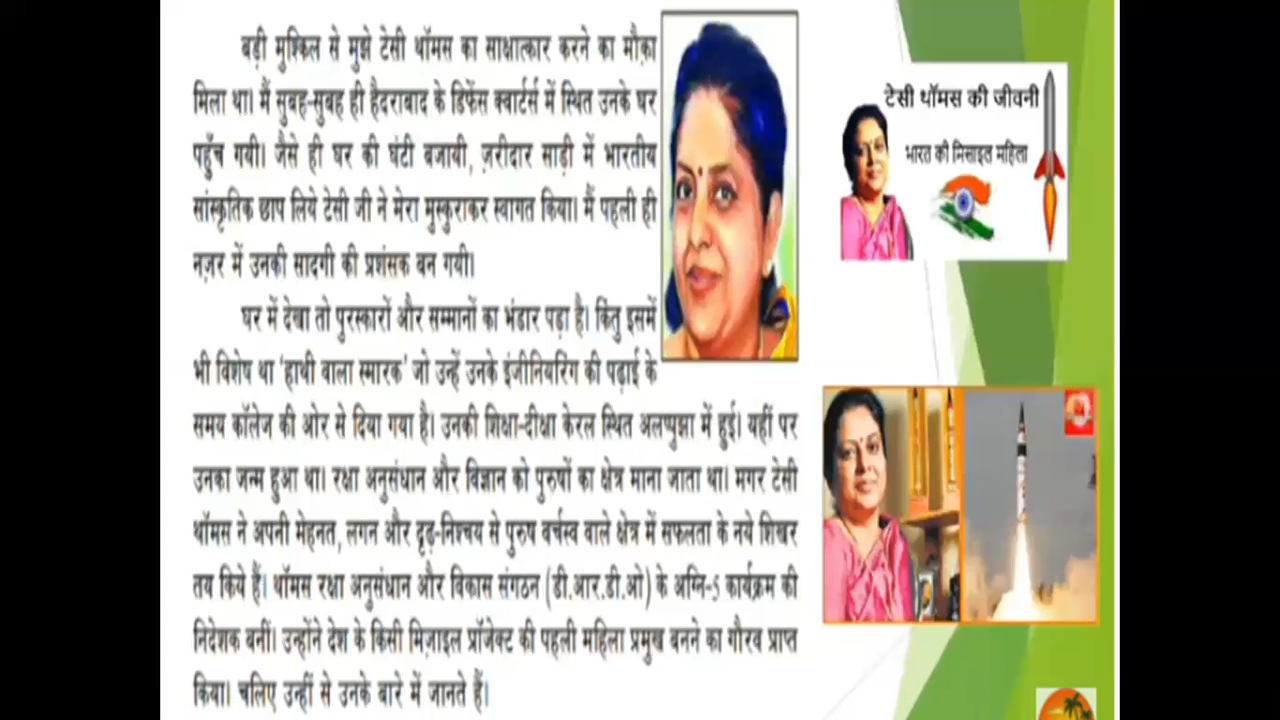 बड़ी मुश्किल से मुझे टेसी थॉमस का साक्षात्कार करने का मौक़ा
मिला था। मैं सुबह-सुबह ही हैदराबाद के डिफेंस क्वार्टर्स में स्थित उनके घर
पहुँच गयी। जैसे ही घर की घंटी बजायी, ज़रीदार साड़ी में भारतीय
सांस्कृतिक छाप लिये टेसी जी ने मेरा मुस्कुराकर स्वागत किया। मैं पहली ही
नज़र में उनकी सादगी की प्रशंसक बन गयी।
घर में देखा तो पुरस्कारों और सम्मानों का भंडार पड़ा है। किंतु इसमें
भी विशेष था ‘हाथी वाला स्मारक’ जो उन्हें उनके इंजीनियरिंग की पढ़ाई के
समय कॉलेज की ओर से दिया गया है। उनकी शिक्षा-दीक्षा केरल स्थित अलप्पुझा में हुई। यहीं पर
उनका जन्म हुआ था। रक्षा अनुसंधान और विज्ञान को पुरुषों का क्षेत्र माना जाता था। मगर टेसी
थॉमस ने अपनी मेहनत, लगन और दृढ़-निश्चय से पुरुष वर्चस्व वाले क्षेत्र में सफलता के नये शिखर
तय किये हैं। थॉमस रक्षा अनुसंधान और विकास संगठन (डी.आर.डी.ओ) के अग्नि-5 कार्यक्रम की
निदेशक बनीं। उन्होंने देश के किसी मिज़ाइल प्रॉजेक्ट की पहली महिला प्रमुख बनने का गौरव प्राप्त
किया। चलिए उन्हीं से उनके बारे में जानते हैं।
टेसी थॉमस की जीवनी
भारत की मिसाइल महिला